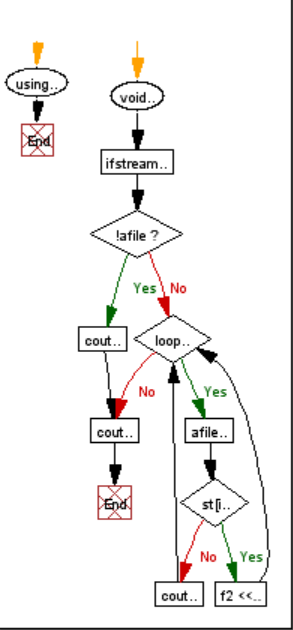 using..
void..
End
ifstream..
!afile ?
Yes
No
cout..
loop..
No
Yes
cout..
afile..
End
st[i..
No
Yes
cout..
f2 <<..